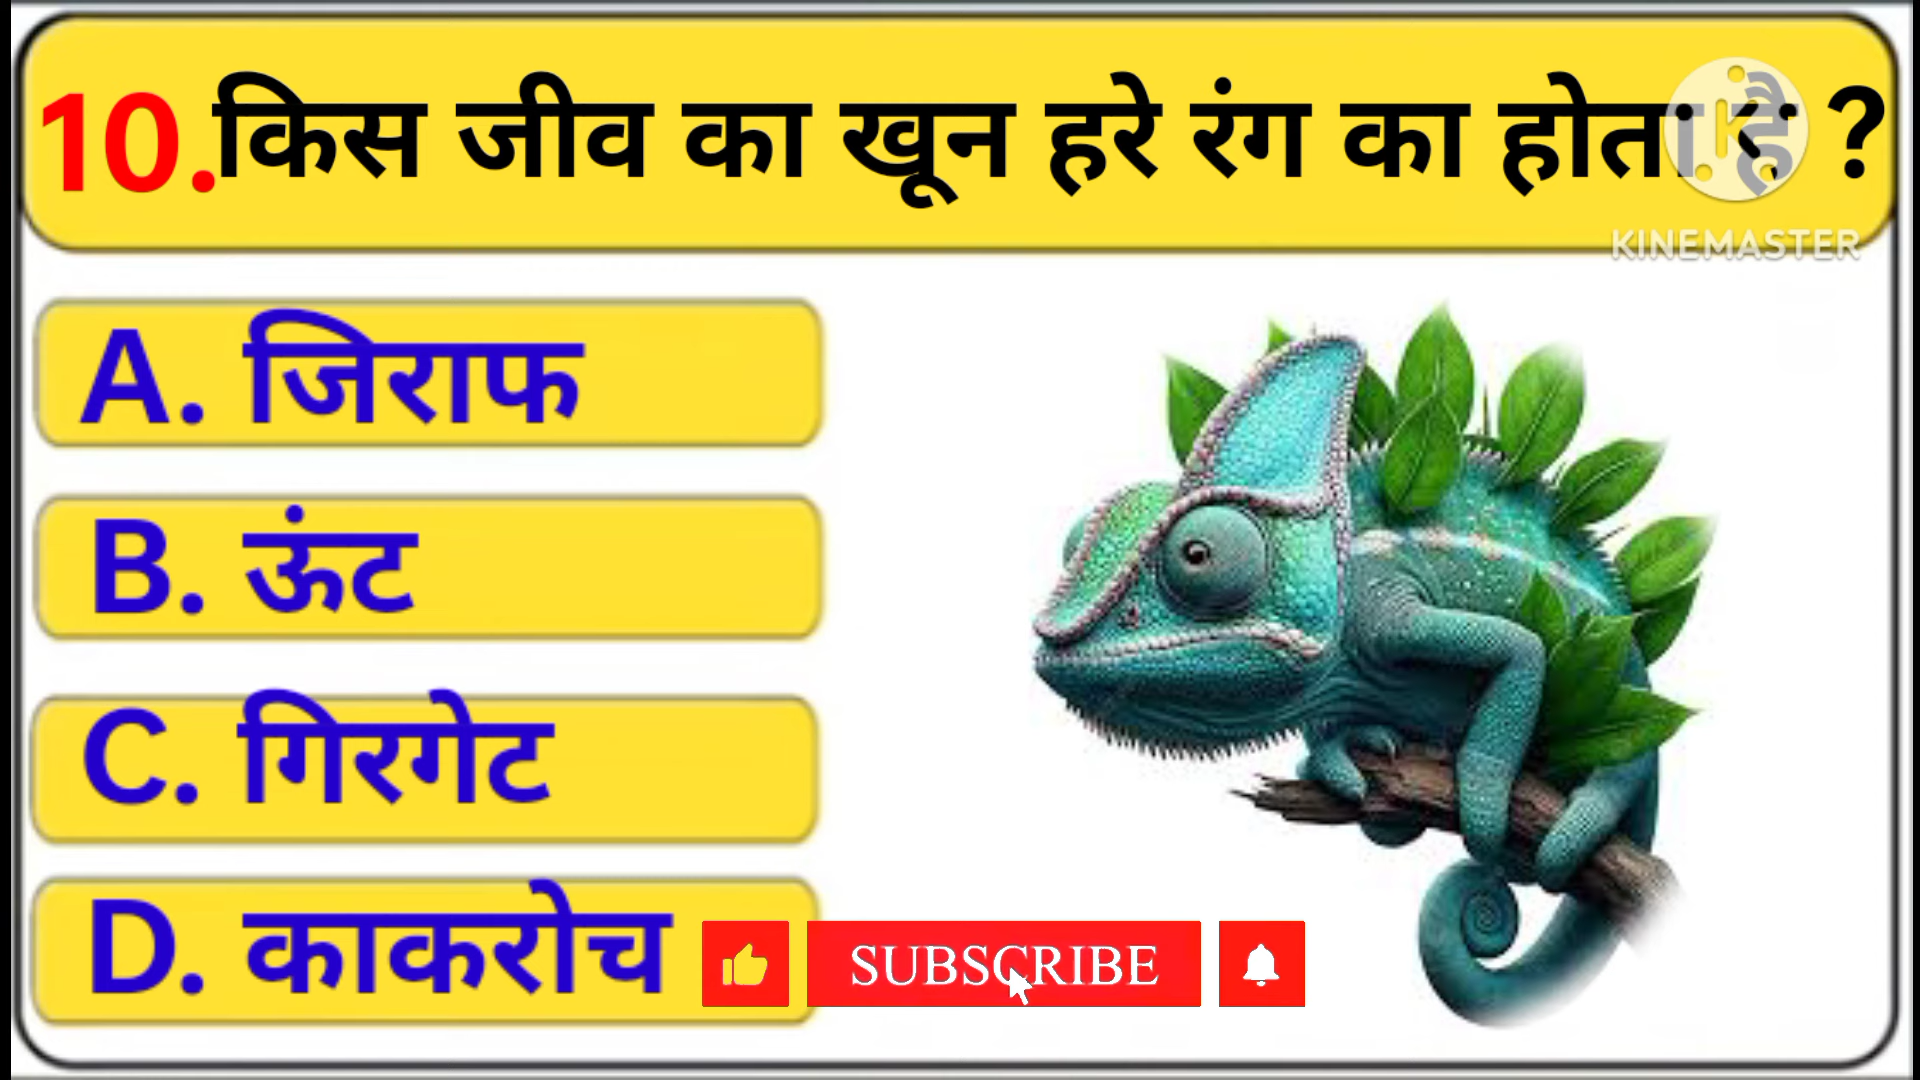 10.किस जीव का खून हरे रंग का होता है ?
KINEMASTER
A. जिराफ
B. ऊंट
C. गिरगेट
D. काकरोच
SUBSCRIBE